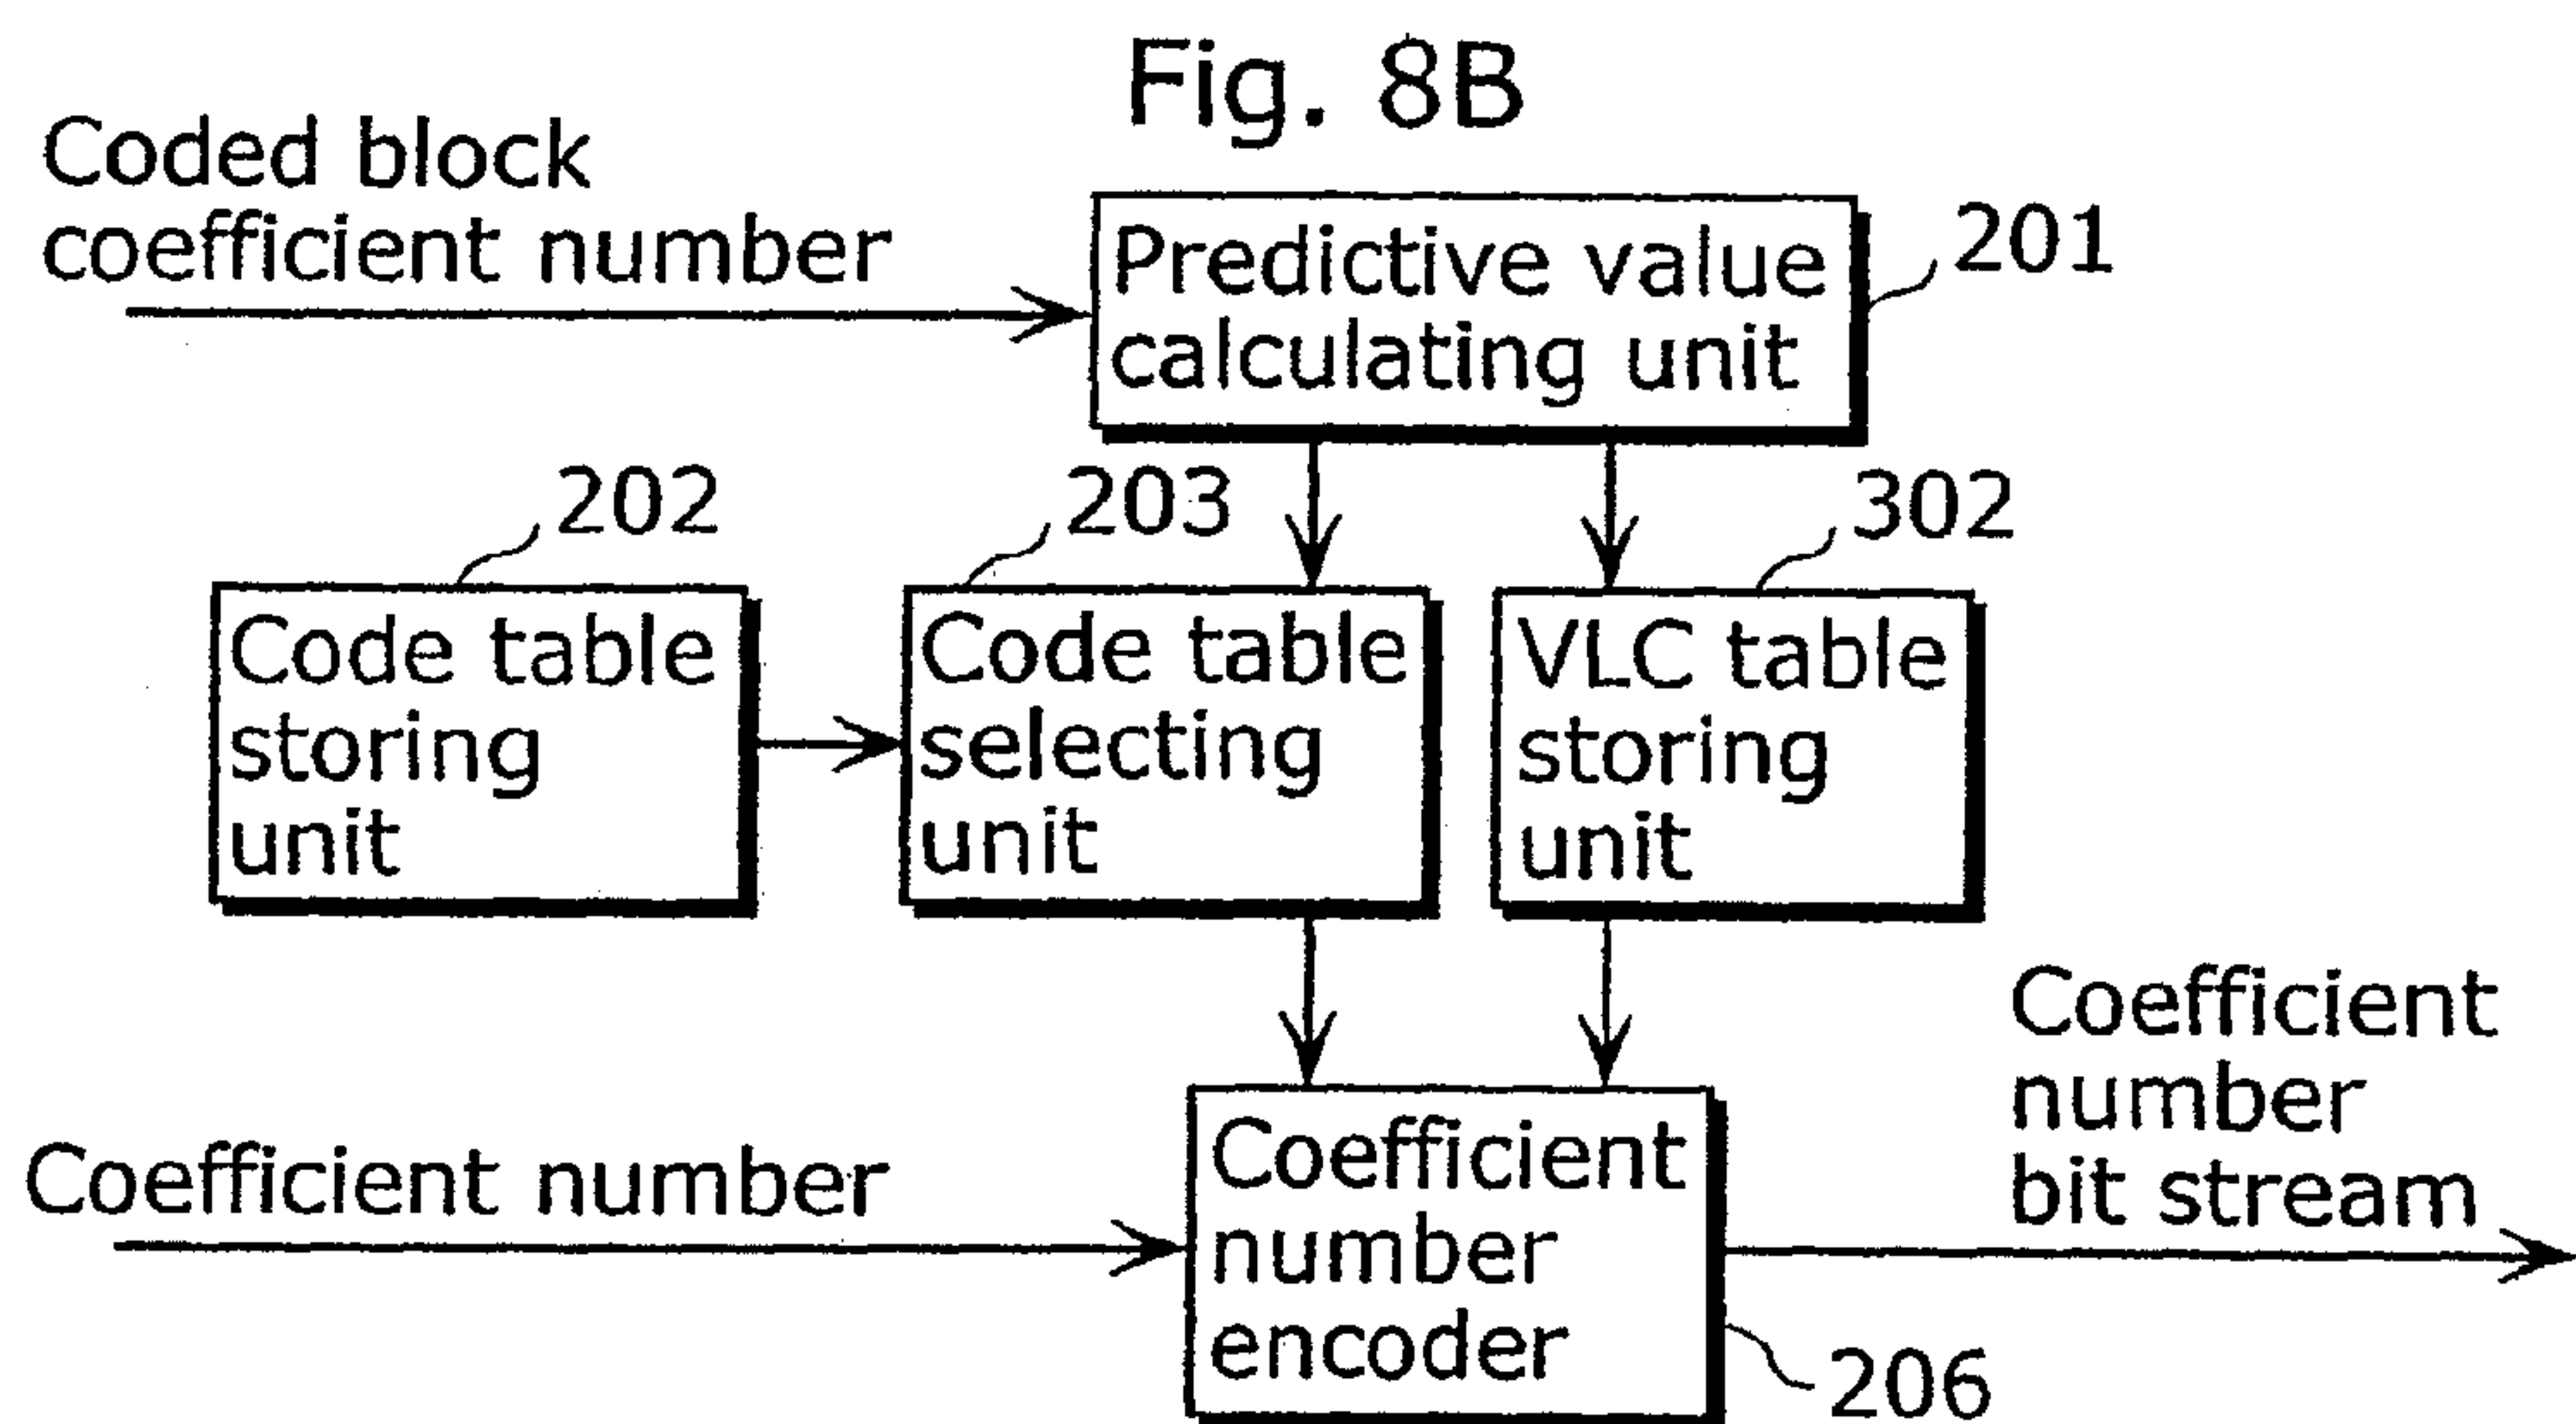 Fig. 8B
Coded block
coefficient number
Predictive value
calculating unit
201
202
203
302
Code table
storing
unit
Code table
selecting
unit
VLC table
storing
unit
Coefficient number
Coefficient
number
encoder
206
Coefficient
number
bit stream